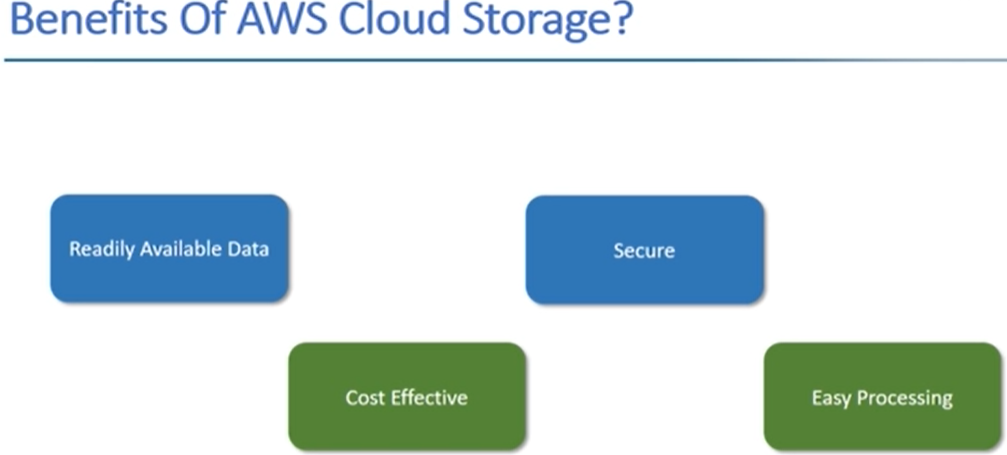 Benefits Of AWS Cloud Storage?
Readily Available Data
Secure
Cost Effective
Easy Processing